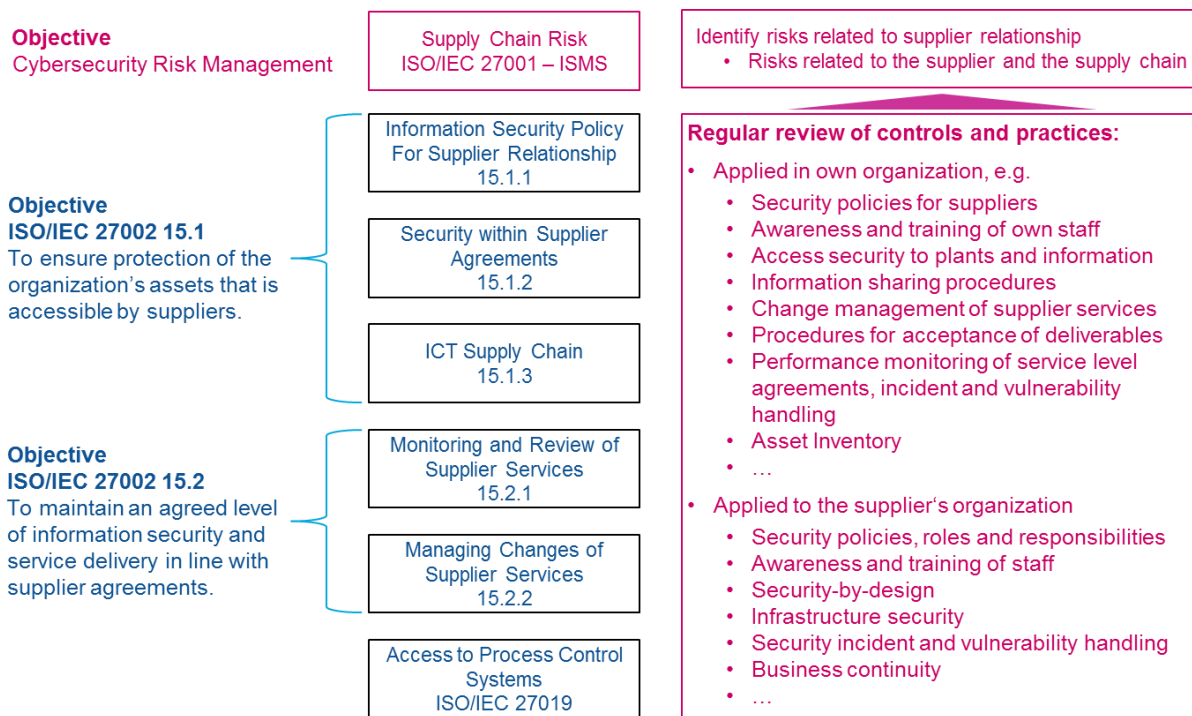 Objective
Cybersecurity Risk Management
Supply Chain Risk
ISO/IEC 27001 – ISMS
Identify risks related to supplier relationship
• Risks related to the supplier and the supply chain
Objective
ISO/IEC 27002 15.1
To ensure protection of the
organization’s assets that is
accessible by suppliers.
Information Security Policy
For Supplier Relationship
15.1.1
Security within Supplier
Agreements
15.1.2
ICT Supply Chain
15.1.3
Objective
ISO/IEC 27002 15.2
To maintain an agreed level
of information security and
service delivery in line with
supplier agreements.
Monitoring and Review of
Supplier Services
15.2.1
Managing Changes of
Supplier Services
15.2.2
Access to Process Control
Systems
ISO/IEC 27019
Regular review of controls and practices:
• Applied in own organization, e.g.
• Security policies for suppliers
• Awareness and training of own staff
• Access security to plants and information
• Information sharing procedures
• Change management of supplier services
• Procedures for acceptance of deliverables
• Performance monitoring of service level
agreements, incident and vulnerability
handling
• Asset Inventory
• …
• Applied to the supplier‘s organization
• Security policies, roles and responsibilities
• Awareness and training of staff
• Security-by-design
• Infrastructure security
• Security incident and vulnerability handling
• Business continuity
• …